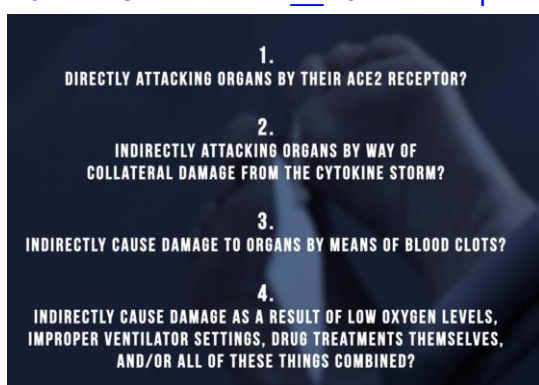 1.
DIRECTLY ATTACKING ORGANS BY THEIR ACE2 RECEPTOR?
2.
INDIRECTLY ATTACKING ORGANS BY WAY OF
COLLATERAL DAMAGE FROM THE CYTOKINE STORM?
3.
INDIRECTLY CAUSE DAMAGE TO ORGANS BY MEANS OF BLOOD CLOTS?
4.
INDIRECTLY CAUSE DAMAGE AS A RESULT OF LOW OXYGEN LEVELS,
IMPROPER VENTILATOR SETTINGS, DRUG TREATMENTS THEMSELVES,
AND/OR ALL OF THESE THINGS COMBINED?